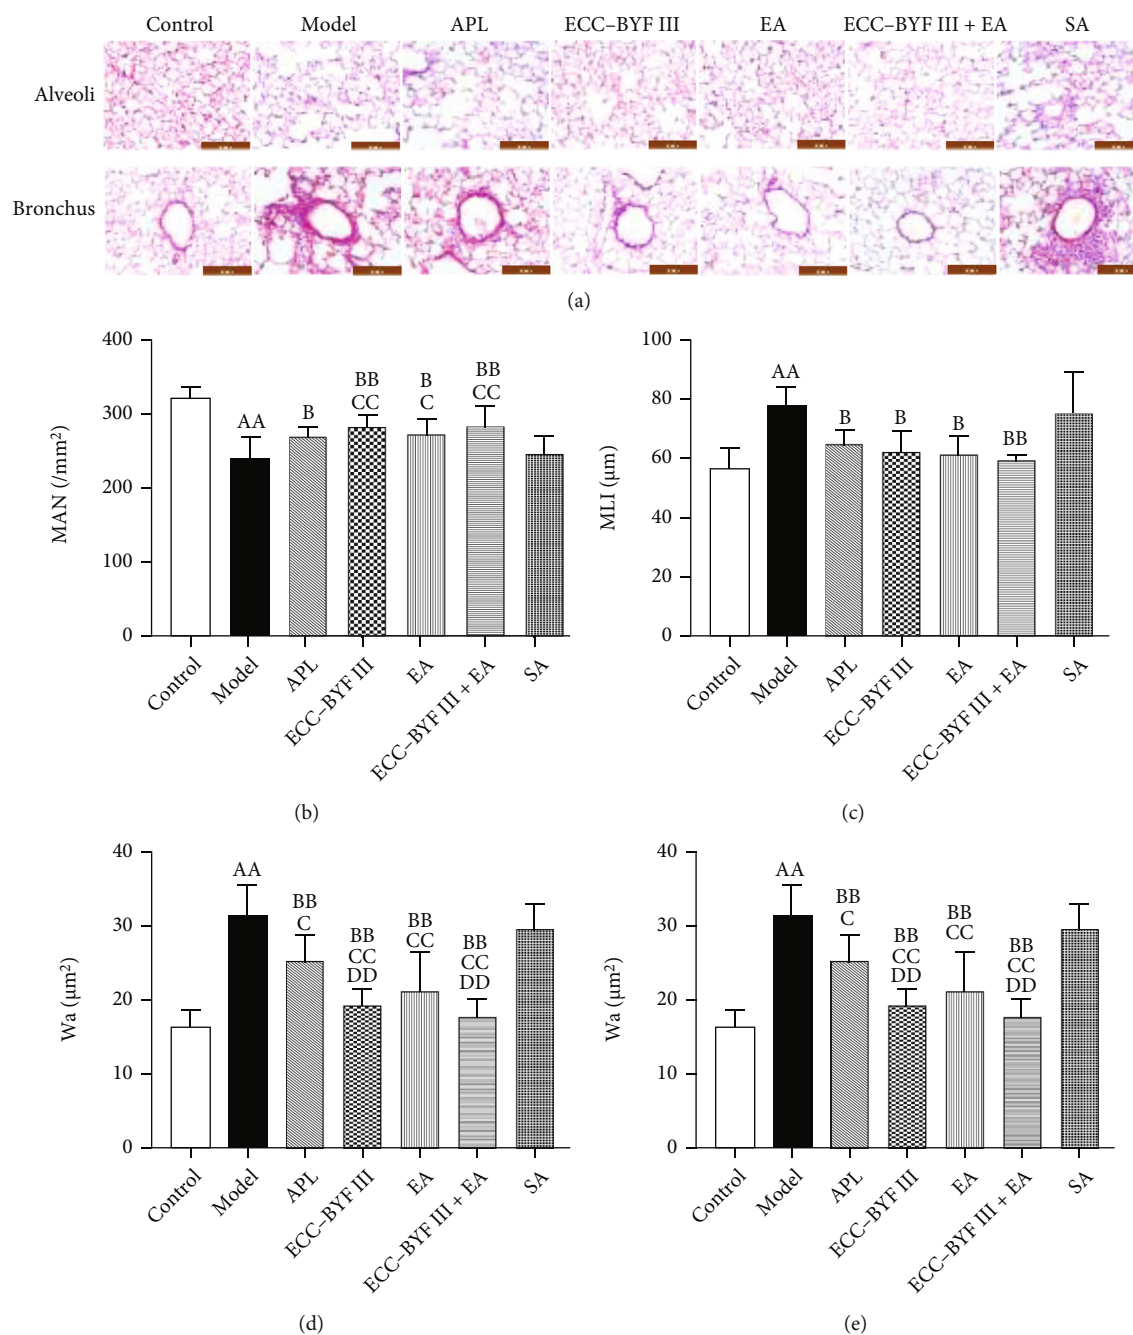 Control Model APL ECC–BYF III EA ECC–BYF III + EA SA
Alveoli
Bronchus
(a)
400
300
200
100
0
MAN (/mm²)
AA
B
BB
CC
B
C
BB
CC
Control
Model
APL
ECC–BYF III
EA
ECC–BYF III + EA
SA
(b)
100
80
60
40
20
0
MLI (μm)
AA
B
B
B
BB
Control
Model
APL
ECC–BYF III
EA
ECC–BYF III + EA
SA
(c)
40
30
20
10
0
Wa (μm²)
AA
BB
C
BB
CC
DD
BB
CC
BB
CC
DD
Control
Model
APL
ECC–BYF III
EA
ECC–BYF III + EA
SA
(d)
40
30
20
10
0
Wa (μm²)
AA
BB
C
BB
CC
DD
BB
CC
BB
CC
DD
Control
Model
APL
ECC–BYF III
EA
ECC–BYF III + EA
SA
(e)